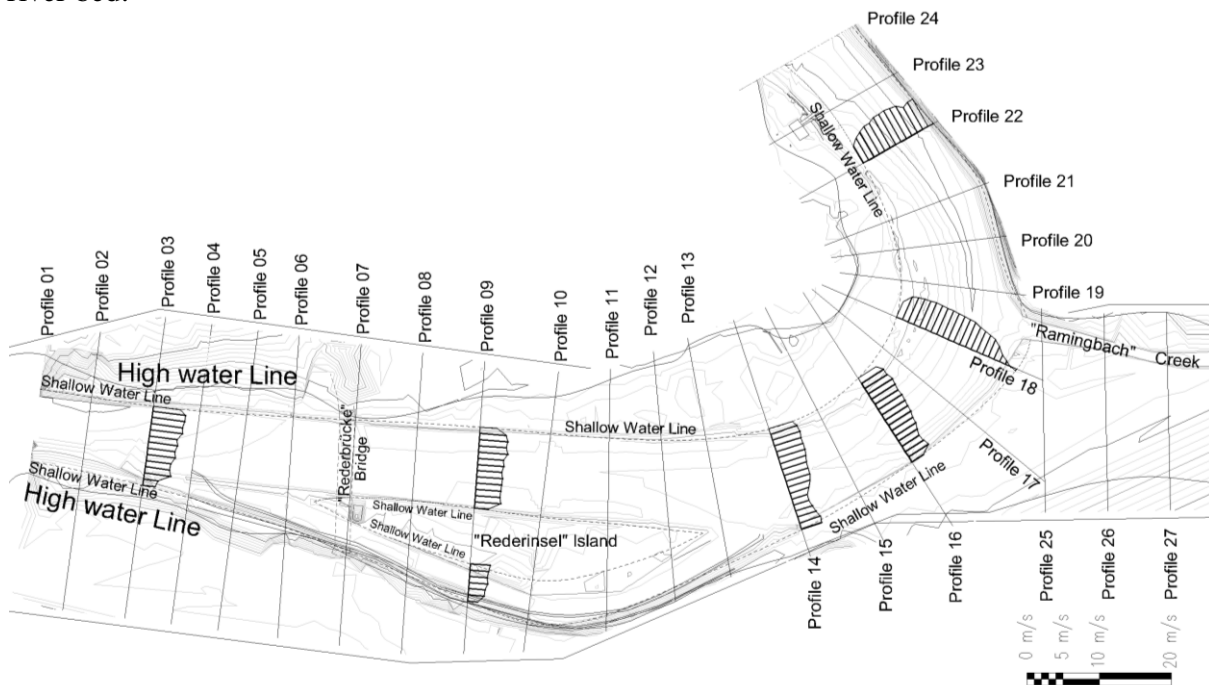 river bed.
Profile 24
Profile 23
Profile 22
Profile 21
Profile 20
Profile 19
"Ramingbach" Creek
Profile 18
Profile 17
Shallow Water Line
Profile 01
Profile 02
Profile 03
Profile 04
Profile 05
Profile 06
Profile 07
Profile 08
Profile 09
Profile 10
Profile 11
Profile 12
Profile 13
High water Line
Shallow Water Line
Shallow Water Line
"Rederbrücke"
Bridge
Shallow Water Line
High water Line
Shallow Water Line
Shallow Water Line
"Rederinsel" Island
Shallow Water Line
Profile 14
Profile 15
Profile 16
Profile 25
Profile 26
Profile 27
0 m/s
5 m/s
10 m/s
20 m/s